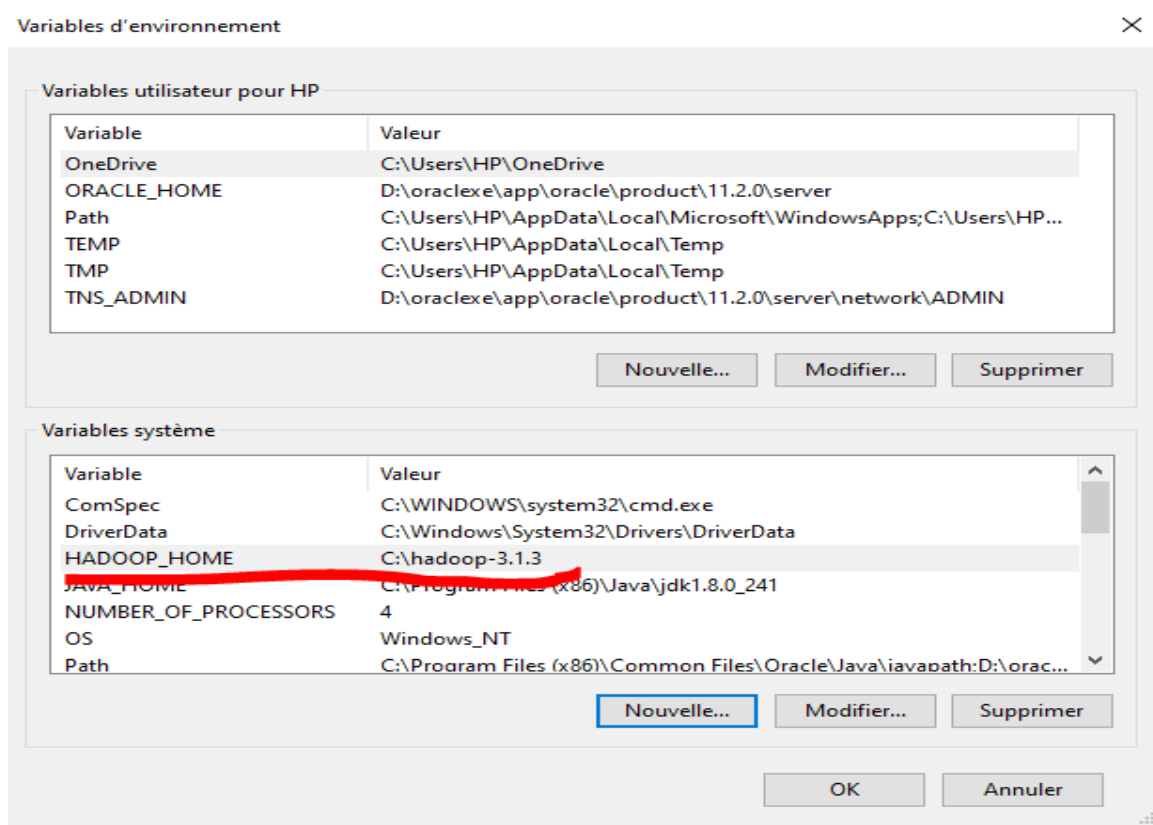 Variables d'environnement
Variables utilisateur pour HP
Variable Valeur
OneDrive C:\Users\HP\OneDrive
ORACLE_HOME D:\oraclexe\app\oracle\product\11.2.0\server
Path C:\Users\HP\AppData\Local\Microsoft\WindowsApps;C:\Users\HP...
TEMP C:\Users\HP\AppData\Local\Temp
TMP C:\Users\HP\AppData\Local\Temp
TNS_ADMIN D:\oraclexe\app\oracle\product\11.2.0\server\network\ADMIN
Nouvelle... Modifier... Supprimer
Variables système
Variable Valeur
ComSpec C:\WINDOWS\system32\cmd.exe
DriverData C:\Windows\System32\Drivers\DriverData
HADOOP_HOME C:\hadoop-3.1.3
JAVA_HOME C:\Program Files (x86)\Java\jdk1.8.0_241
NUMBER_OF_PROCESSORS 4
OS Windows_NT
Path C:\Program Files (x86)\Common Files\Oracle\Java\javapath;D:\orac...
Nouvelle... Modifier... Supprimer
OK Annuler